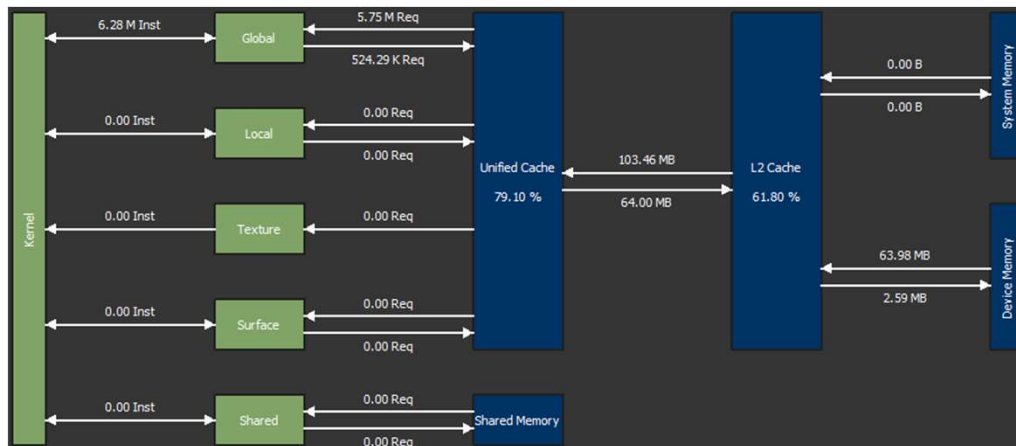 Kernel
6.28 M Inst
Global
5.75 M Req
524.29 K Req
0.00 Inst
Local
0.00 Req
0.00 Req
0.00 Inst
Texture
0.00 Req
0.00 Inst
Surface
0.00 Req
0.00 Req
0.00 Inst
Shared
0.00 Req
0.00 Req
Unified Cache
79.10 %
Shared Memory
103.46 MB
64.00 MB
L2 Cache
61.80 %
0.00 B
0.00 B
63.98 MB
2.59 MB
System Memory
Device Memory